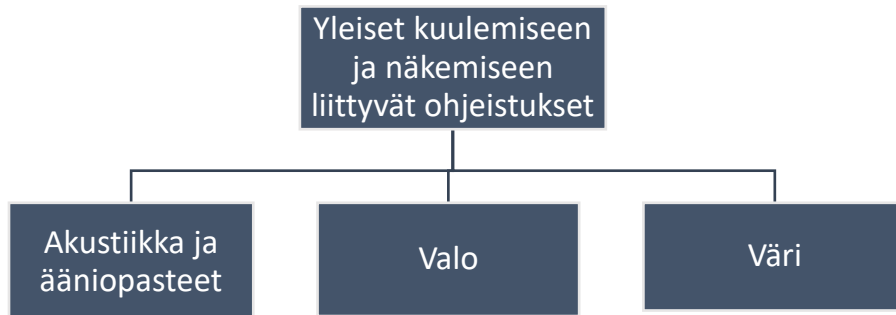 Yleiset kuulemiseen
ja näkemiseen
liittyvät ohjeistukset
Akustiikka ja
ääniopasteet
Valo
Väri